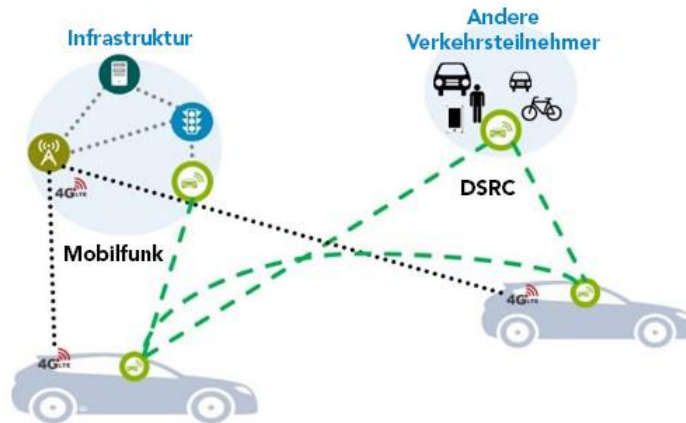 Infrastruktur
Andere
Verkehrsteilnehmer
4G LTE
DSRC
Mobilfunk
4G LTE
4G LTE